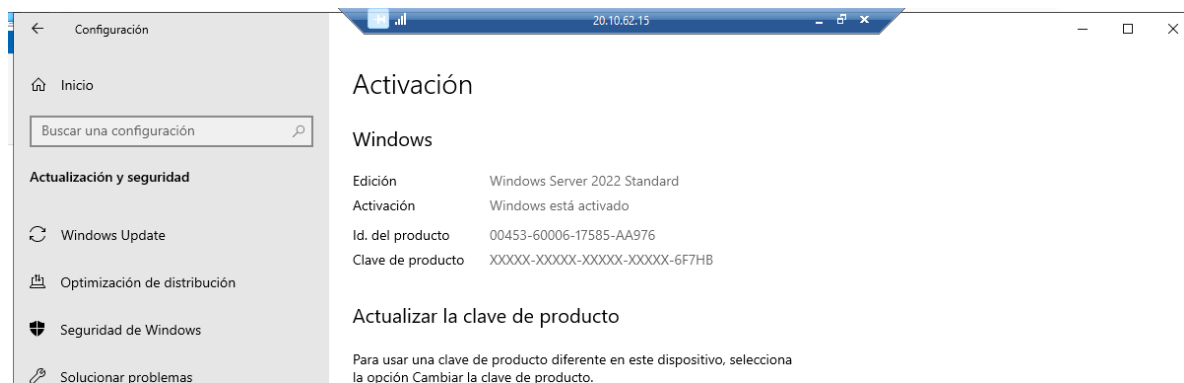 Configuración
20.10.62.15
Inicio
Buscar una configuración
Actualización y seguridad
Windows Update
Optimización de distribución
Seguridad de Windows
Solucionar problemas
Activación
Windows
Edición Windows Server 2022 Standard
Activación Windows está activado
Id. del producto 00453-60006-17585-AA976
Clave de producto XXXXX-XXXXX-XXXXX-XXXXX-6F7HB
Actualizar la clave de producto
Para usar una clave de producto diferente en este dispositivo, selecciona
la opción Cambiar la clave de producto.